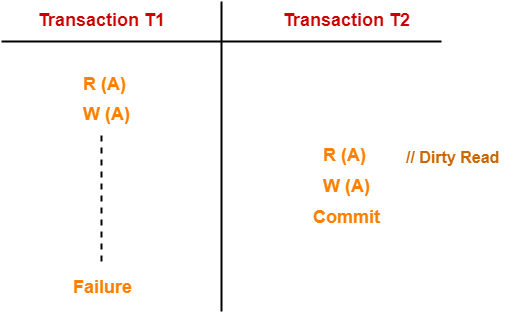 Transaction T1 Transaction T2
R (A)
W (A)
R (A) // Dirty Read
W (A)
Commit
Failure